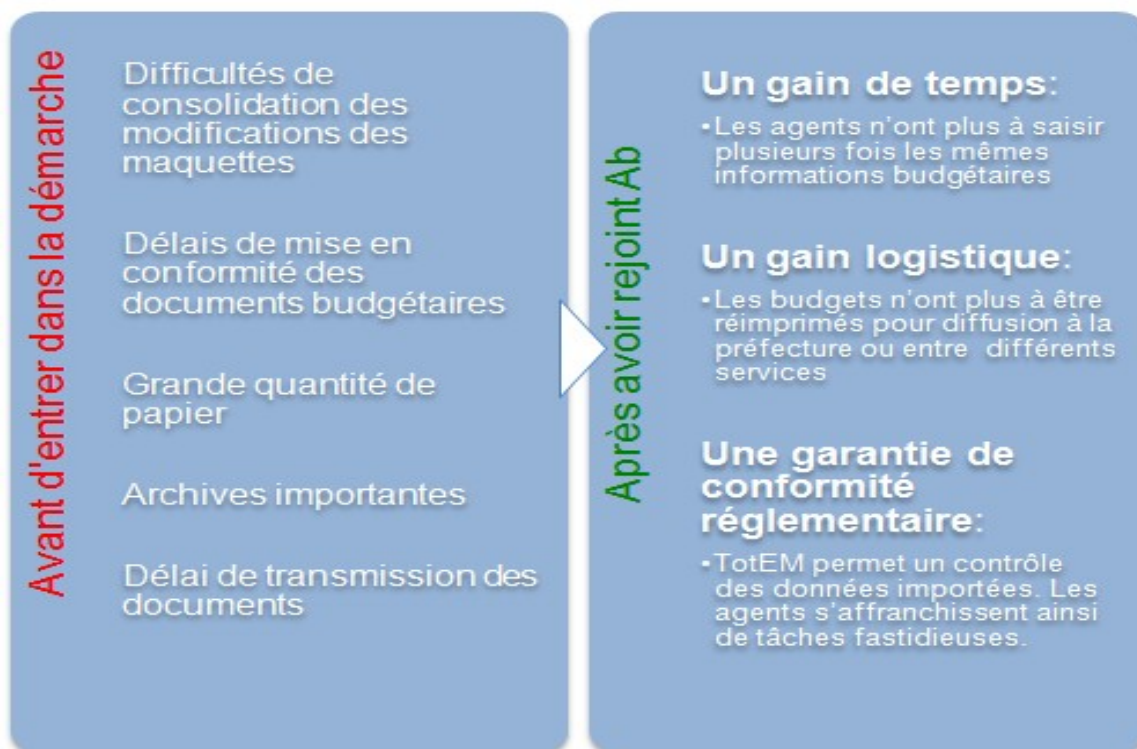 Avant d'entrer dans la démarche
Difficultés de
consolidation des
modifications des
maquettes
Délais de mise en
conformité des
documents budgétaires
Grande quantité de
papier
Archives importantes
Délai de transmission des
documents
Après avoir rejoint Ab
Un gain de temps:
•Les agents n'ont plus à saisir
plusieurs fois les mêmes
informations budgétaires
Un gain logistique:
•Les budgets n'ont plus à être
réimprimés pour diffusion à la
préfecture ou entre différents
services
Une garantie de
conformité
réglementaire:
•TotEM permet un contrôle
des données importées. Les
agents s'affranchissent ainsi
de tâches fastidieuses.